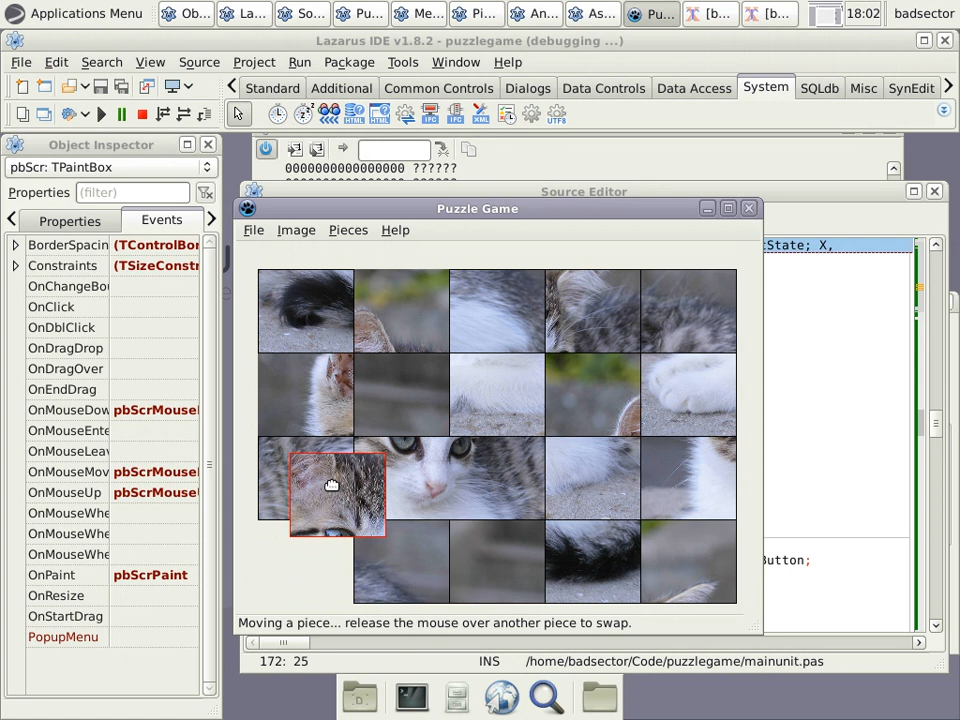 Applications Menu Ob... La... So... Pu... Me... Pi... An... As... Pu... [b... [b... 18:02 badsector
Lazarus IDE v1.8.2 - puzzlegame (debugging ...)
File Edit Search View Source Project Run Package Tools Window Help
Standard Additional Common Controls Dialogs Data Controls Data Access System SQLdb Misc SynEdit
Object Inspector
pbScr: TPaintBox
Properties (filter)
Properties Events
BorderSpacin (TControlBor
Constraints (TSizeConstr
OnChangeBou
OnClick
OnDblClick
OnDragDrop
OnDragOver
OnEndDrag
OnMouseDow pbScrMouseI
OnMouseEnte
OnMouseLeav
OnMouseMov pbScrMouseI
OnMouseUp pbScrMouseU
OnMouseWhe
OnMouseWhe
OnMouseWhe
OnPaint pbScrPaint
OnResize
OnStartDrag
PopupMenu
0000000000000000 ??????
Source Editor
tState; X,
Button;
Puzzle Game
File Image Pieces Help
Moving a piece... release the mouse over another piece to swap.
172: 25 INS /home/badsector/Code/puzzlegame/mainunit.pas